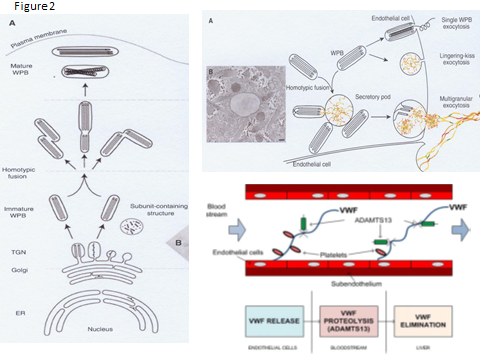 Figure2
A
Plasma membrane
Mature
WPB
Homotypic
fusion
Immature
WPB
Subunit-containing
structure
B
TGN
Golgi
ER
Nucleus
A
Endothelial cell
Single WPB
exocytosis
WPB
Lingering-kiss
exocytosis
B
Homotypic fusion
Secretory pod
Multigranular
exocytosis
Endothelial cell
Blood
stream
VWF
VWF
ADAMTS13
Endothelial cells
Platelets
Subendothelium
VWF RELEASE
VWF
PROTEOLYSIS
(ADAMTS13)
VWF
ELIMINATION
ENDOTHELIAL CELLS
BLOODSTREAM
LIVER